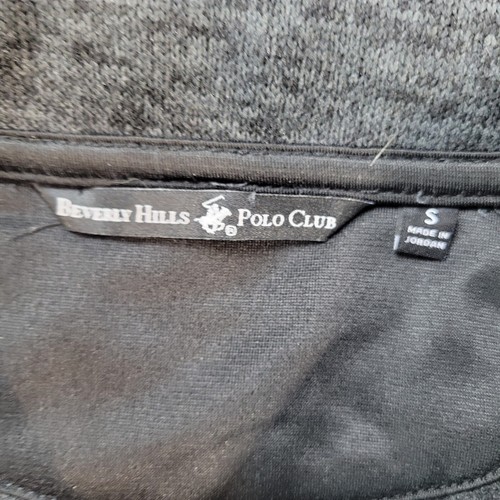 BEVERLY HILLS ® POLO CLUB
S
MADE IN
JORDAN